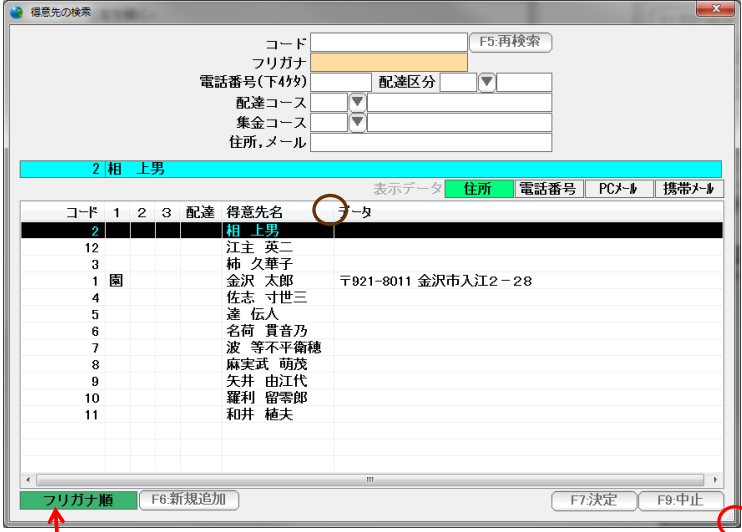 得意先の検索
コード F5:再検索
フリガナ
電話番号(下4ｹﾀ) 配達区分
配達コース
集金コース
住所,メール
2 相 上男
表示データ 住所 電話番号 PCﾒｰﾙ 携帯ﾒｰﾙ
コード 1 2 3 配達 得意先名 データ
2 相 上男
12 江主 英二
3 柿 久華子
1 園 金沢 太郎 〒921-8011 金沢市入江2－28
4 佐志 寸世三
5 達 伝人
6 名荷 貫音乃
7 波 等不平衛穂
8 麻実武 萌茂
9 矢井 由江代
10 羅利 留零郎
11 和井 植夫
フリガナ順 F6:新規追加 F7:決定 F9:中止